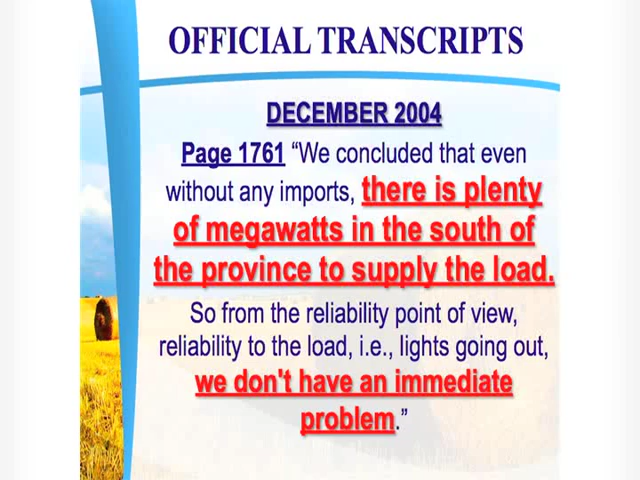 OFFICIAL TRANSCRIPTS
DECEMBER 2004
Page 1761 “We concluded that even
without any imports, there is plenty
of megawatts in the south of
the province to supply the load.
So from the reliability point of view,
reliability to the load, i.e., lights going out,
we don't have an immediate
problem.”